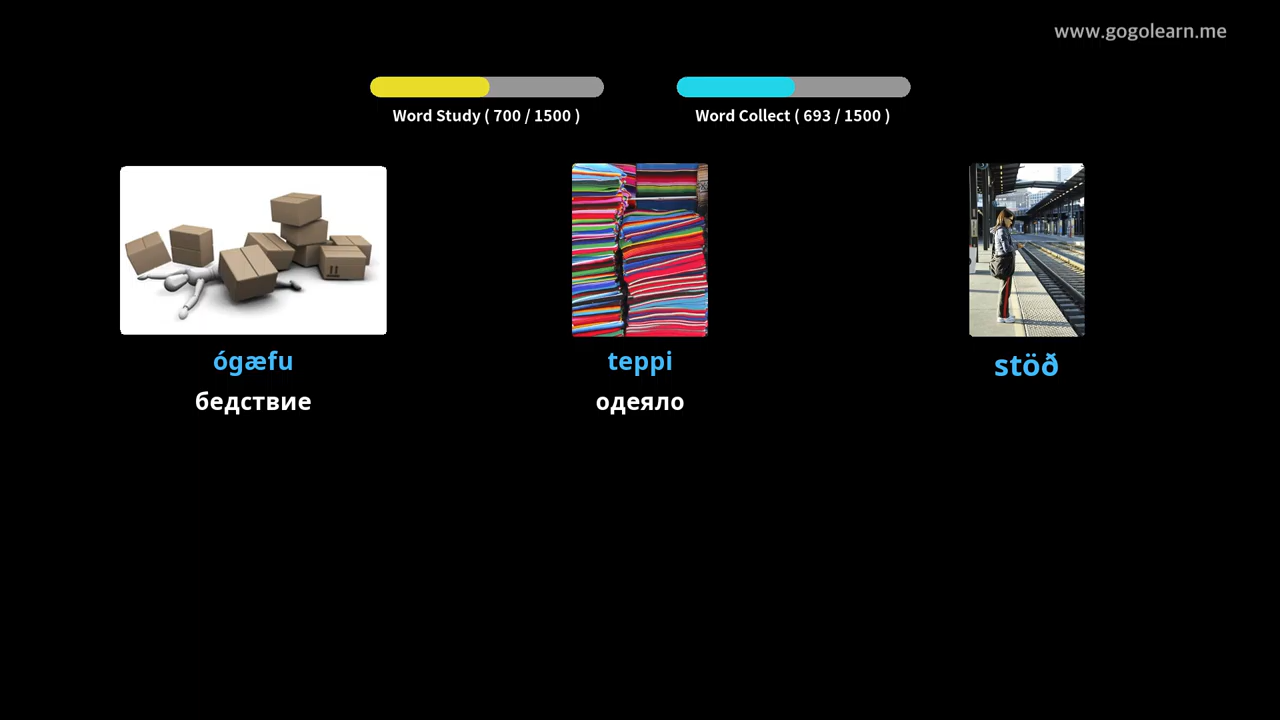 www.gogolearn.me
Word Study ( 700 / 1500 )
Word Collect ( 693 / 1500 )
ógæfu
teppi
stöð
бедствие
одеяло